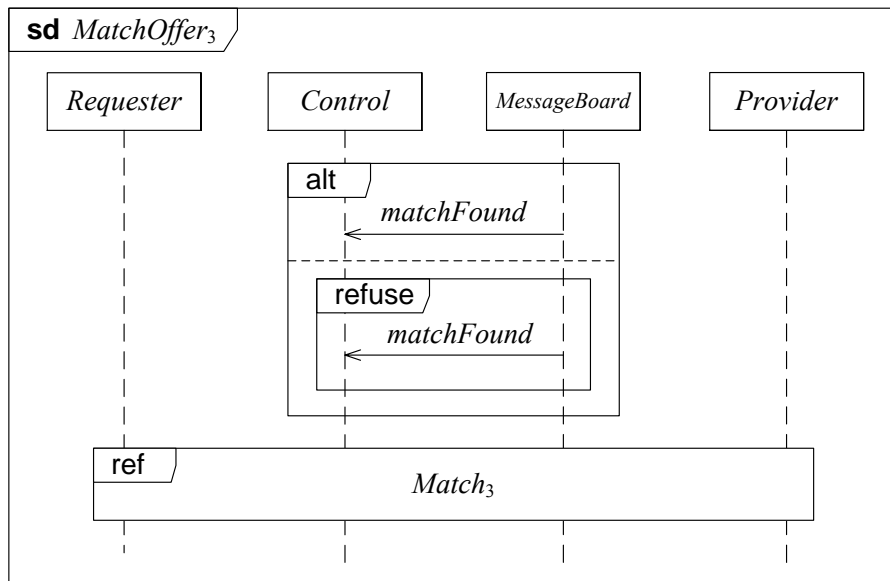 sd MatchOffer₃
Requester Control MessageBoard Provider
alt
matchFound
refuse
matchFound
ref
Match₃